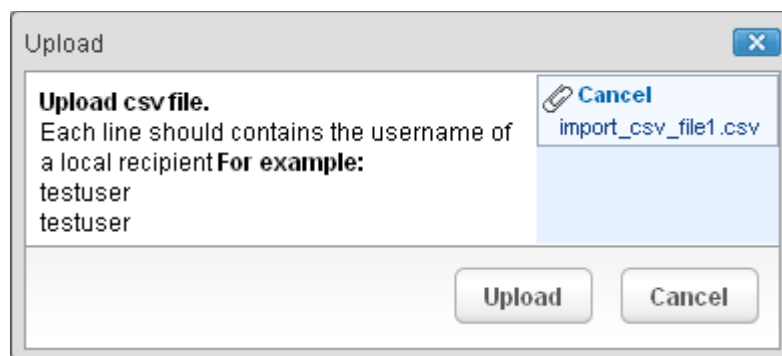 Upload
Upload csv file.
Each line should contains the username of
a local recipient For example:
testuser
testuser
Cancel
import_csv_file1.csv
Upload
Cancel